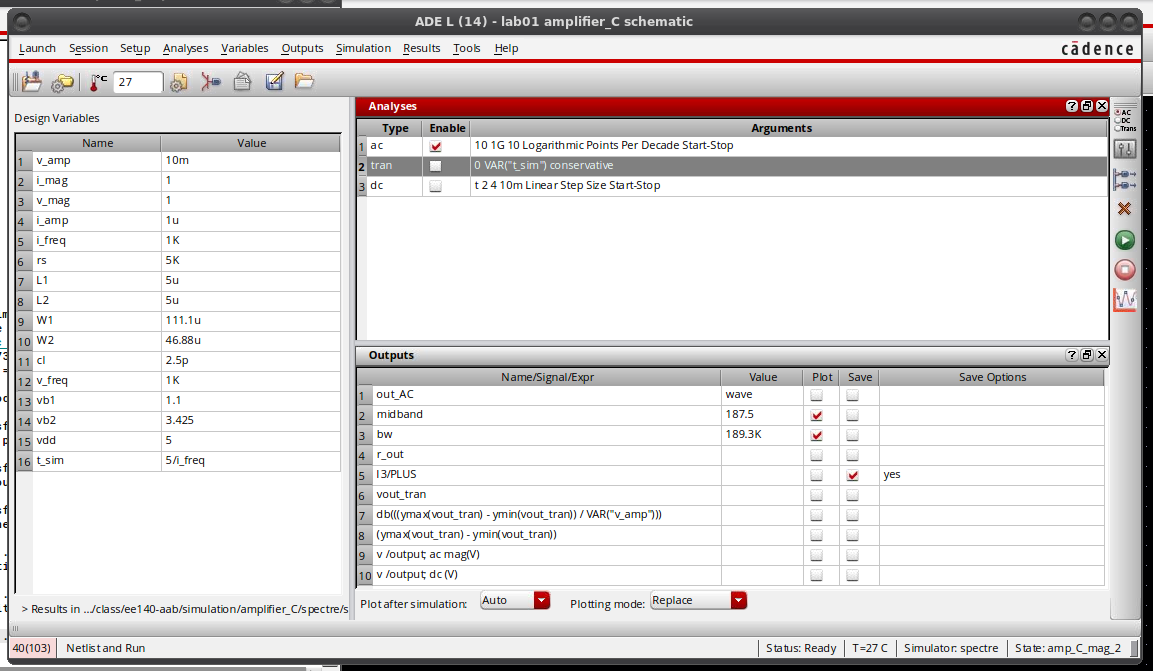 ADE L (14) - lab01 amplifier_C schematic
Launch Session Setup Analyses Variables Outputs Simulation Results Tools Help
cādence
°C 27
Design Variables
Name Value
1 v_amp 10m
2 i_mag 1
3 v_mag 1
4 i_amp 1u
5 i_freq 1K
6 rs 5K
7 L1 5u
8 L2 5u
9 W1 111.1u
10 W2 46.88u
11 cl 2.5p
12 v_freq 1K
13 vb1 1.1
14 vb2 3.425
15 vdd 5
16 t_sim 5/i_freq
> Results in .../class/ee140-aab/simulation/amplifier_C/spectre/s
Analyses
Type Enable Arguments
1 ac 10 1G 10 Logarithmic Points Per Decade Start-Stop
2 tran 0 VAR("t_sim") conservative
3 dc t 2 4 10m Linear Step Size Start-Stop
AC
DC
Trans
Outputs
Name/Signal/Expr Value Plot Save Save Options
1 out_AC wave
2 midband 187.5
3 bw 189.3K
4 r_out
5 I3/PLUS yes
6 vout_tran
7 db(((ymax(vout_tran) - ymin(vout_tran)) / VAR("v_amp")))
8 (ymax(vout_tran) - ymin(vout_tran))
9 v /output; ac mag(V)
10 v /output; dc (V)
Plot after simulation: Auto Plotting mode: Replace
40(103) Netlist and Run Status: Ready T=27 C Simulator: spectre State: amp_C_mag_2